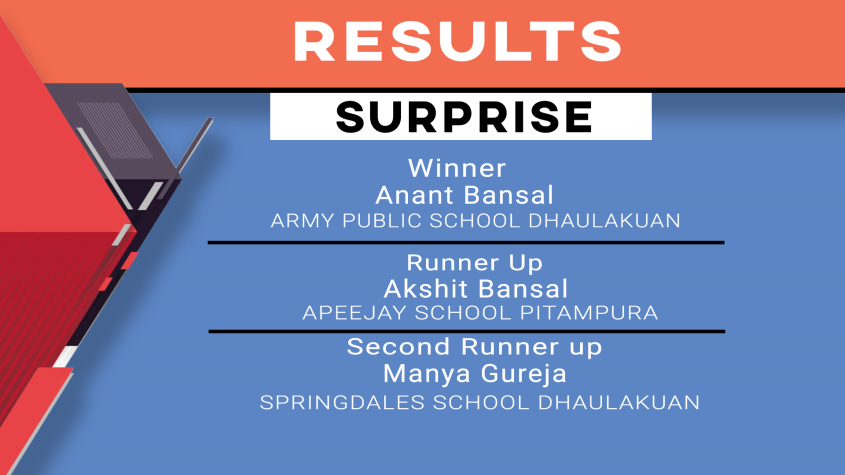 RESULTS
SURPRISE
Winner
Anant Bansal
ARMY PUBLIC SCHOOL DHAULAKUAN
Runner Up
Akshit Bansal
APEEJAY SCHOOL PITAMPURA
Second Runner up
Manya Gureja
SPRINGDALES SCHOOL DHAULAKUAN